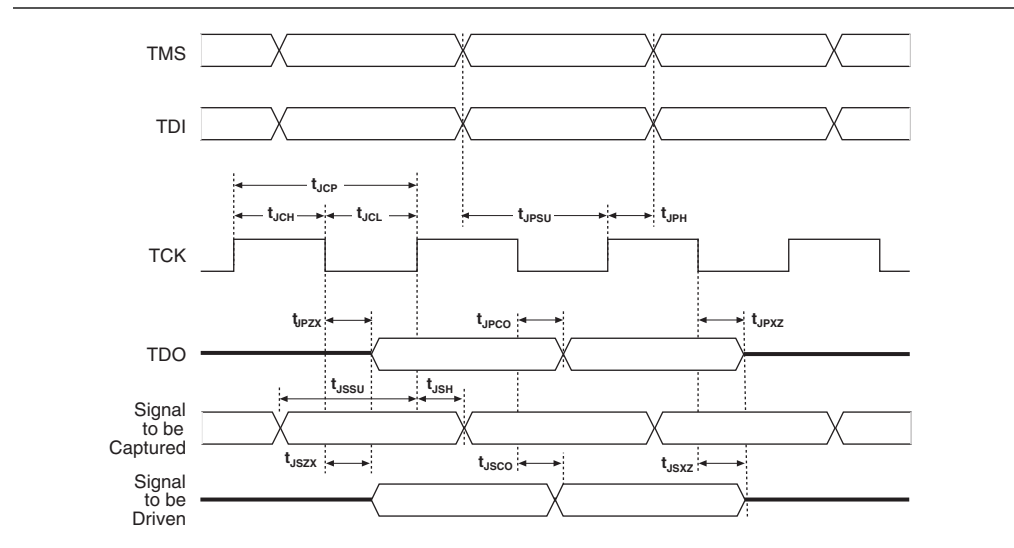 TMS
TDI
tJCP
tJCH
tJCL
tJPSU
tJPH
TCK
tJPZX
tJPCO
tJPXZ
TDO
tJSSU
tJSH
Signal
to be
Captured
tJSZX
tJSCO
tJSXZ
Signal
to be
Driven